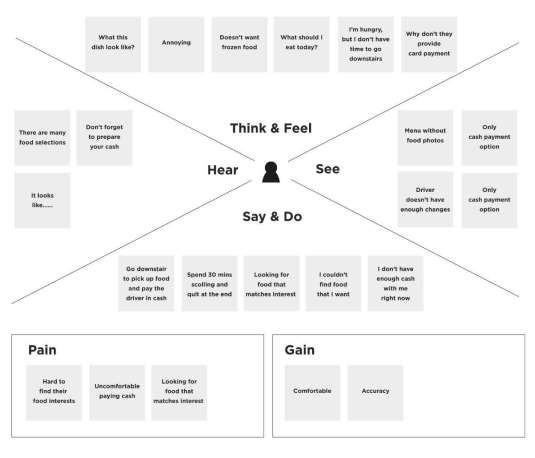 What this
dish look like?
Annoying
Doesn't want
frozen food
What should I
eat today?
I'm hungry,
but I don't have
time to go
downstairs
Why don't they
provide
card payment
Think & Feel
There are many
food selections
Don't forget
to prepare
your cash
It looks
like......
Hear
See
Menu without
food photos
Only
cash payment
option
Driver
doesn't have
enough changes
Only
cash payment
option
Say & Do
Go downstair
to pick up food
and pay the
driver in cash
Spend 30 mins
scolling and
quit at the end
Looking for
food that
matches interest
I couldn't
find food
that I want
I don't have
enough cash
with me
right now
Pain
Hard to
find their
food interests
Uncomfortable
paying cash
Looking for
food that
matches interest
Gain
Comfortable
Accuracy